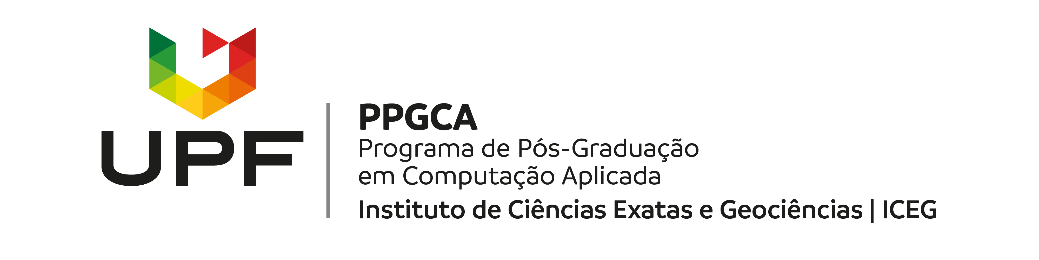 UPF
PPGCA
Programa de Pós-Graduação
em Computação Aplicada
Instituto de Ciências Exatas e Geociências | ICEG